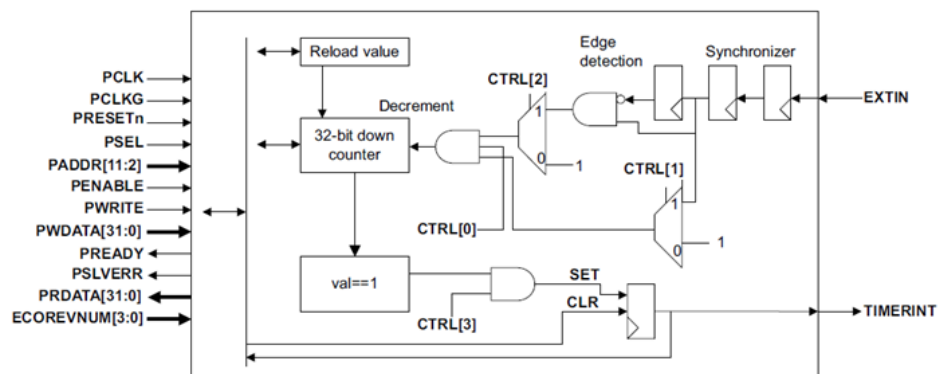 PCLK
PCLKG
PRESETn
PSEL
PADDR[11:2]
PENABLE
PWRITE
PWDATA[31:0]
PREADY
PSLVERR
PRDATA[31:0]
ECOREVNUM[3:0]
Reload value
Decrement
32-bit down
counter
val==1
CTRL[0]
CTRL[3]
CTRL[2]
1
0
1
Edge
detection
Synchronizer
CTRL[1]
1
0
1
SET
CLR
EXTIN
TIMERINT